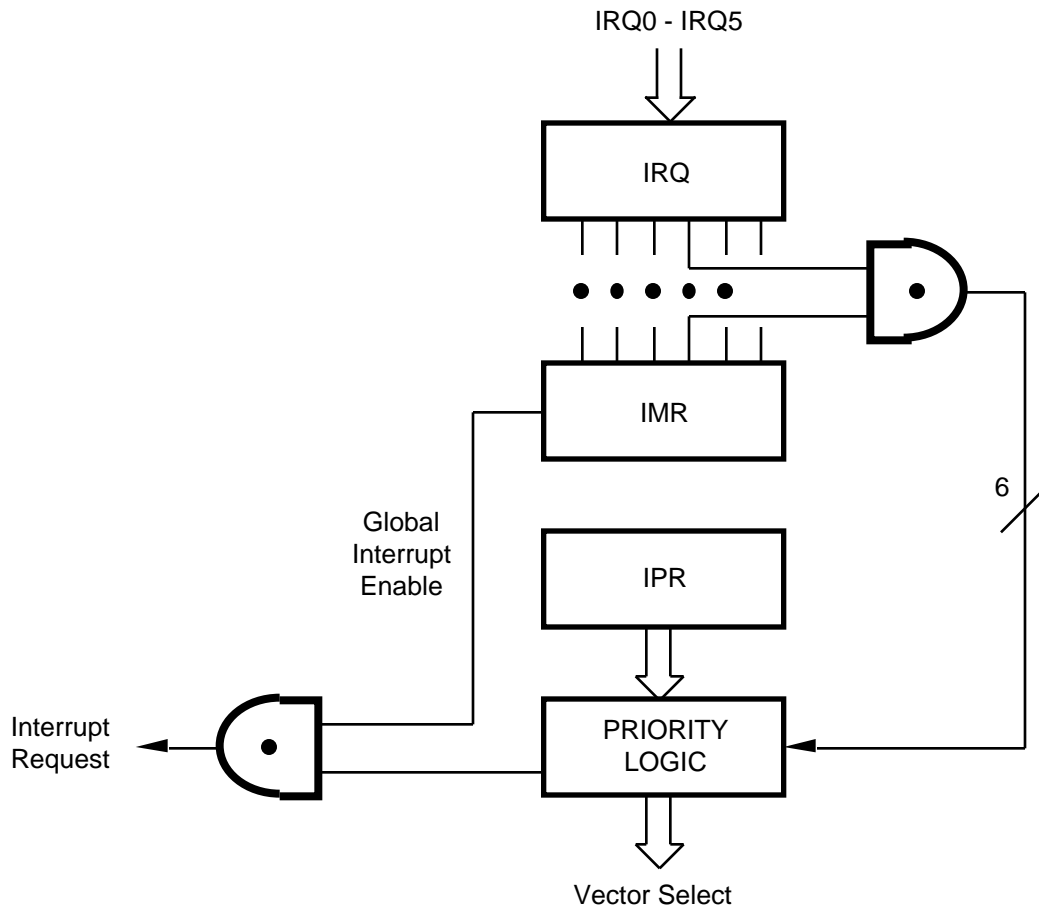 IRQ0 - IRQ5
IRQ
IMR
6
Global
Interrupt
Enable
IPR
Interrupt
Request
PRIORITY
LOGIC
Vector Select